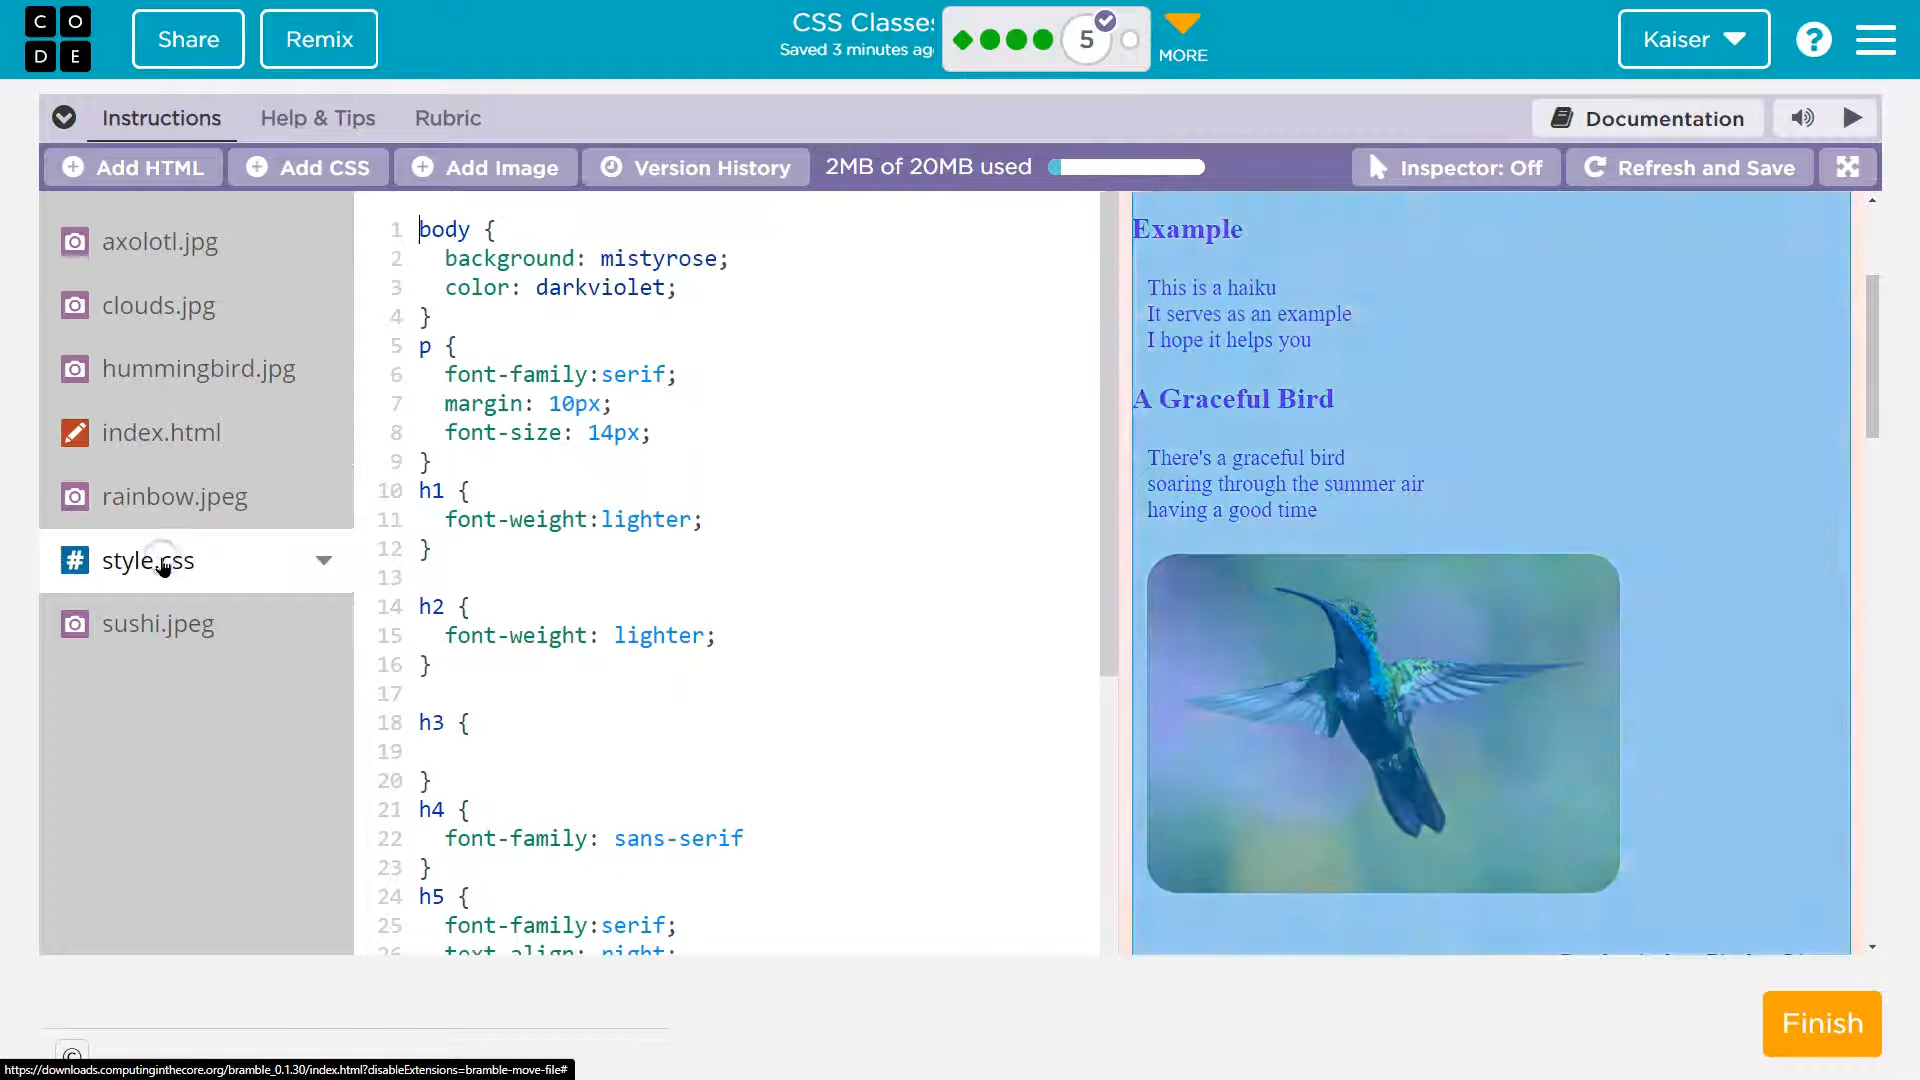 CODE
Share
Remix
CSS Classes
Saved 3 minutes ag
5
MORE
Kaiser
?
Instructions
Help & Tips
Rubric
Documentation
Add HTML
Add CSS
Add Image
Version History
2MB of 20MB used
Inspector: Off
Refresh and Save
axolotl.jpg
clouds.jpg
hummingbird.jpg
index.html
rainbow.jpeg
# style.css
sushi.jpeg
1 body {
2 background: mistyrose;
3 color: darkviolet;
4 }
5 p {
6 font-family:serif;
7 margin: 10px;
8 font-size: 14px;
9 }
10 h1 {
11 font-weight:lighter;
12 }
13
14 h2 {
15 font-weight: lighter;
16 }
17
18 h3 {
19
20 }
21 h4 {
22 font-family: sans-serif
23 }
24 h5 {
25 font-family:serif;
26 text-align: right;
Example
This is a haiku
It serves as an example
I hope it helps you
A Graceful Bird
There's a graceful bird
soaring through the summer air
having a good time
Finish
©
https://downloads.computinginthecore.org/bramble_0.1.30/index.html?disableExtensions=bramble-move-file#